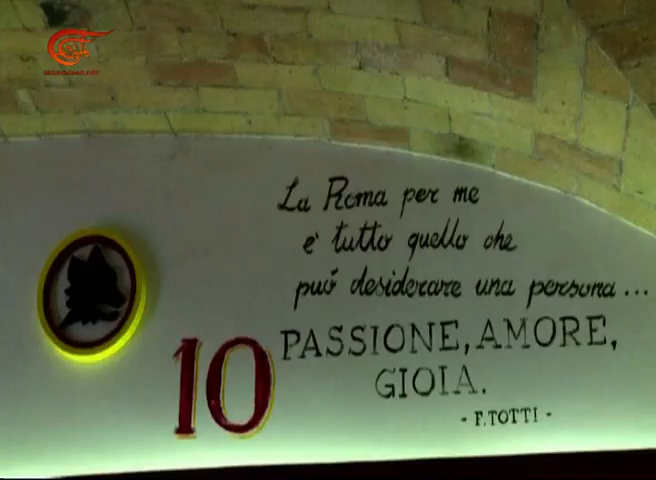 La Roma per me
è tutto quello che
può desiderare una persona...
10 PASSIONE, AMORE,
GIOIA.
- F. TOTTI -